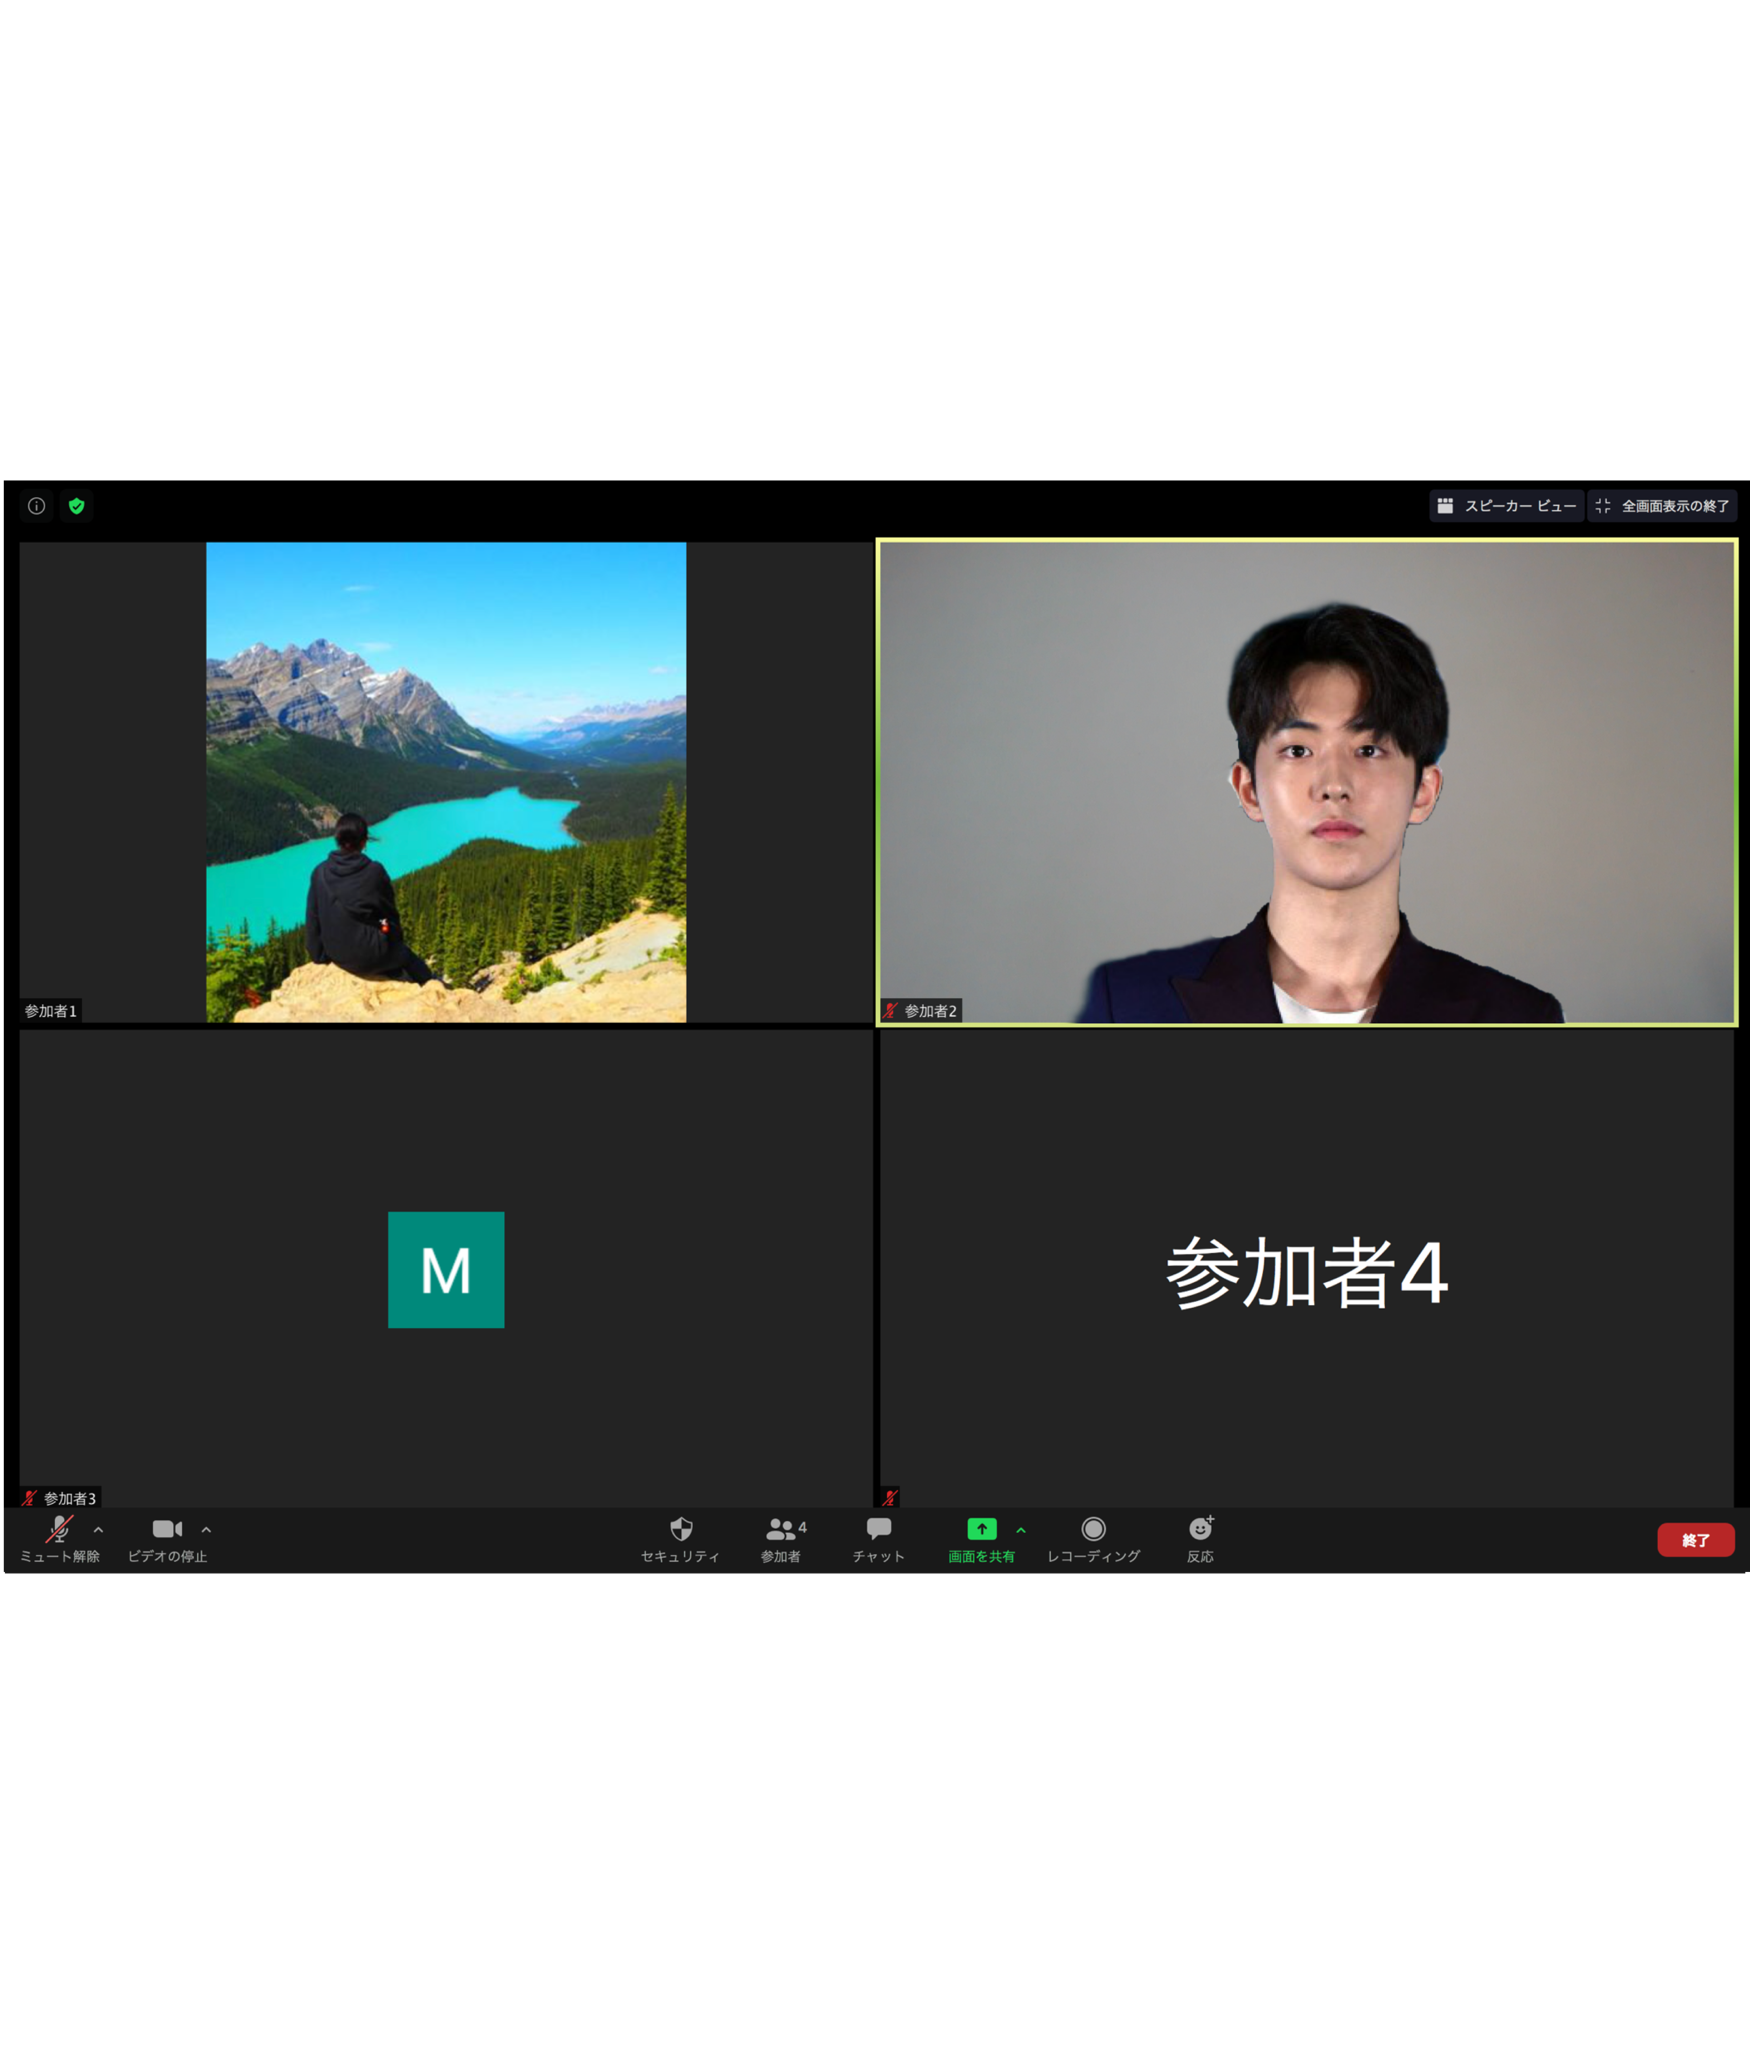 スピーカー ビュー
全画面表示の終了
参加者1
参加者2
M
参加者4
参加者3
ミュート解除
ビデオの停止
セキュリティ
4
参加者
チャット
画面を共有
レコーディング
反応
終了